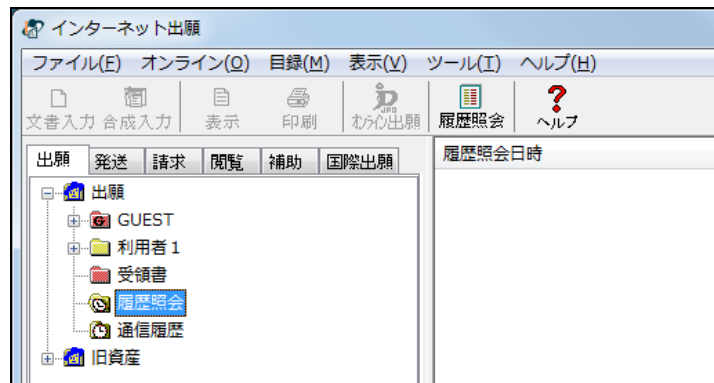 インターネット出願
ファイル(F) オンライン(O) 目録(M) 表示(V) ツール(T) ヘルプ(H)
文書入力 合成入力 表示 印刷 オンライン出願 履歴照会 ヘルプ
出願 発送 請求 閲覧 補助 国際出願
履歴照会日時
出願
GUEST
利用者1
受領書
履歴照会
通信履歴
旧資産